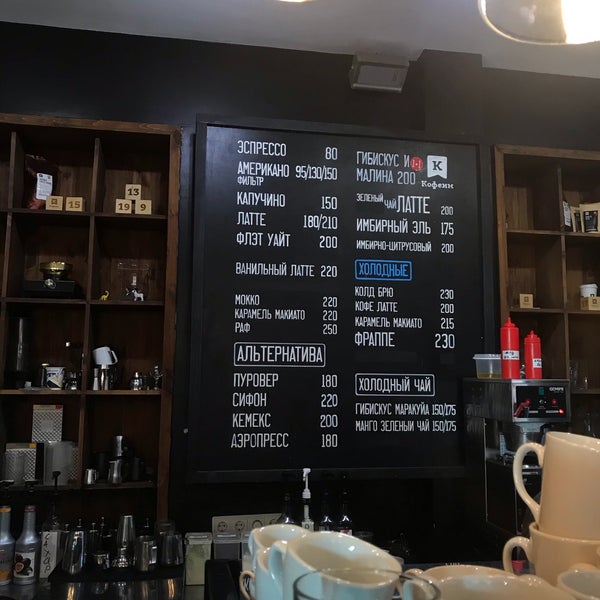 ЭСПРЕССО 80
АМЕРИКАНО 95/130/150
ФИЛЬТР
КАПУЧИНО 150
ЛАТТЕ 180/210
ФЛЭТ УАЙТ 200
ВАНИЛЬНЫЙ ЛАТТЕ 220
МОККО 220
КАРАМЕЛЬ МАКИАТО 220
РАФ 250
АЛЬТЕРНАТИВА
ПУРОВЕР 180
СИФОН 220
КЕМЕКС 200
АЭРОПРЕСС 180
ГИБИСКУС И
МАЛИНА 200
К
Кофеин
ЗЕЛЕНЫЙ ЧАЙ ЛАТТЕ 200
ИМБИРНЫЙ ЭЛЬ 175
ИМБИРНО-ЦИТРУСОВЫЙ 200
ХОЛОДНЫЕ
КОЛД БРЮ 230
КОФЕ ЛАТТЕ 200
КАРАМЕЛЬ МАКИАТО 215
ФРАППЕ 230
ХОЛОДНЫЙ ЧАЙ
ГИБИСКУС МАРАКУЙА 150/175
МАНГО ЗЕЛЕНЫЙ ЧАЙ 150/175
13
15
19 9